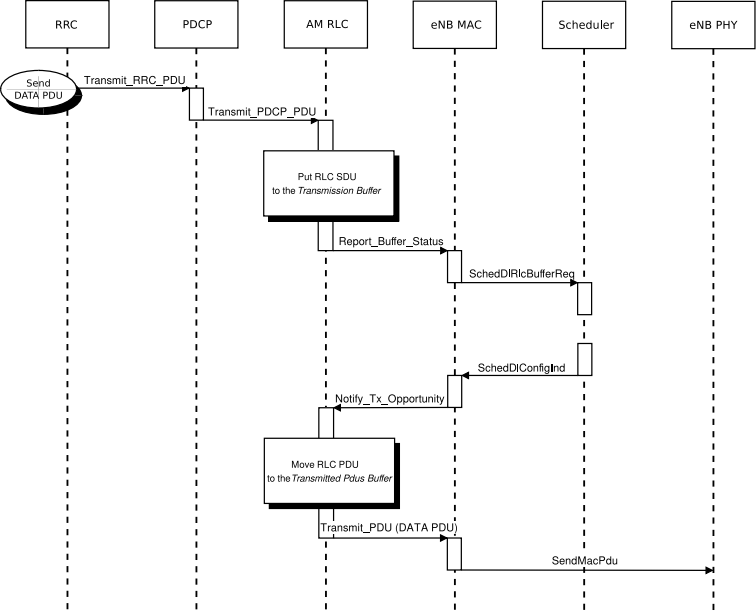 RRC
PDCP
AM RLC
eNB MAC
Scheduler
eNB PHY
Send
DATA PDU
Transmit_RRC_PDU
Transmit_PDCP_PDU
Put RLC SDU
to the Transmission Buffer
Report_Buffer_Status
SchedDlRlcBufferReq
SchedDlConfigInd
Notify_Tx_Opportunity
Move RLC PDU
to the Transmitted Pdus Buffer
Transmit_PDU (DATA PDU)
SendMacPdu